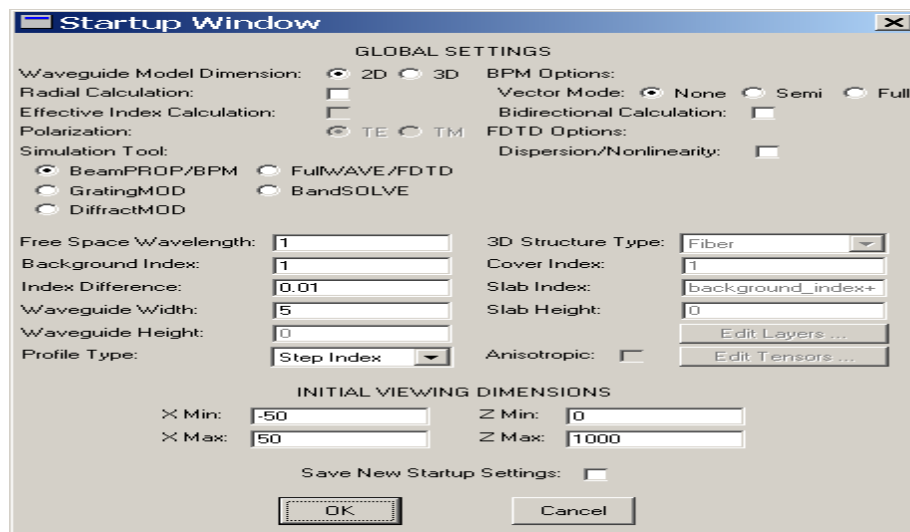 Startup Window
GLOBAL SETTINGS
Waveguide Model Dimension: 2D 3D BPM Options:
Radial Calculation: Vector Mode: None Semi Full
Effective Index Calculation: Bidirectional Calculation:
Polarization: TE TM FDTD Options:
Simulation Tool: Dispersion/Nonlinearity:
BeamPROP/BPM FullWAVE/FDTD
GratingMOD BandSOLVE
DiffractMOD
Free Space Wavelength: 1 3D Structure Type: Fiber
Background Index: 1 Cover Index: 1
Index Difference: 0.01 Slab Index: background_index+
Waveguide Width: 5 Slab Height: 0
Waveguide Height: 0 Edit Layers ...
Profile Type: Step Index Anisotropic: Edit Tensors ...
INITIAL VIEWING DIMENSIONS
X Min: -50 Z Min: 0
X Max: 50 Z Max: 1000
Save New Startup Settings:
OK Cancel